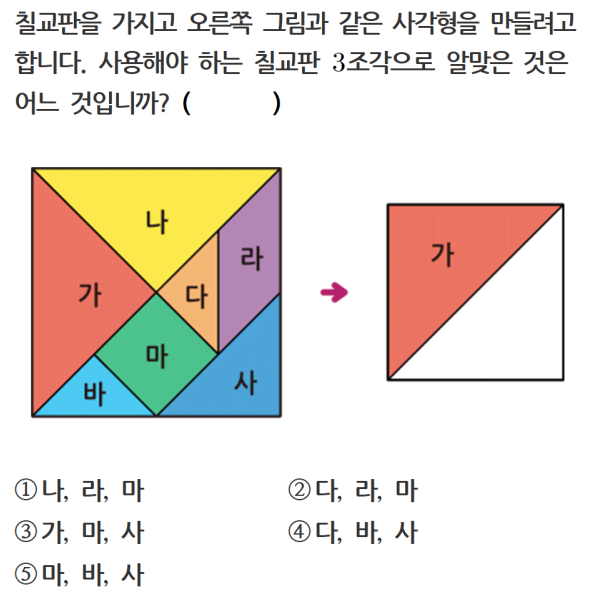 칠교판을 가지고 오른쪽 그림과 같은 사각형을 만들려고
합니다. 사용해야 하는 칠교판 3조각으로 알맞은 것은
어느 것입니까? (          )
나
라
가
다
가
마
바
사
①나, 라, 마 ②다, 라, 마
③가, 마, 사 ④다, 바, 사
⑤마, 바, 사